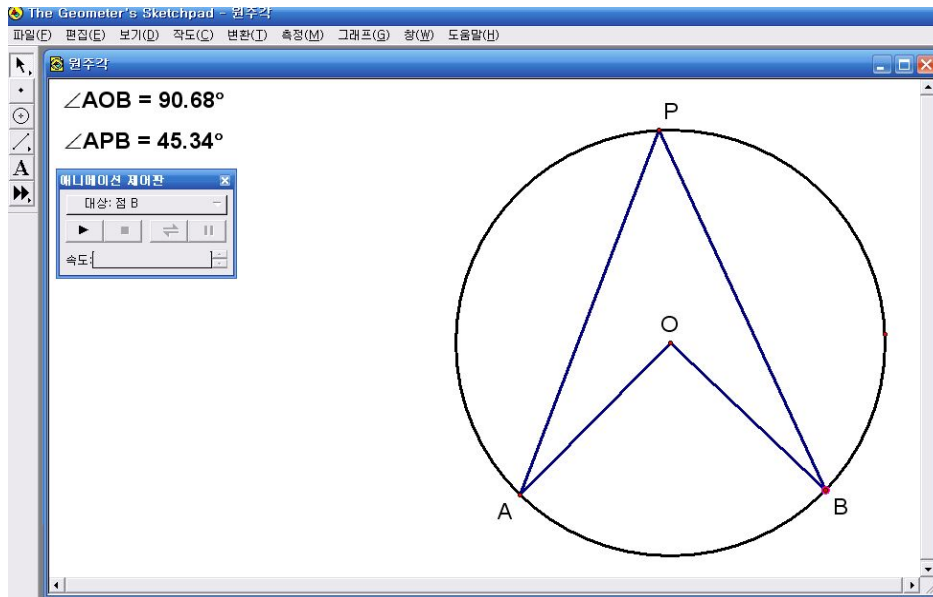 The Geometer's Sketchpad - 원주각
파일(F) 편집(E) 보기(D) 작도(C) 변환(T) 측정(M) 그래프(G) 창(W) 도움말(H)
원주각
∠AOB = 90.68°
∠APB = 45.34°
애니메이션 제어판
대상: 점 B
속도:
A
P
O
A
B